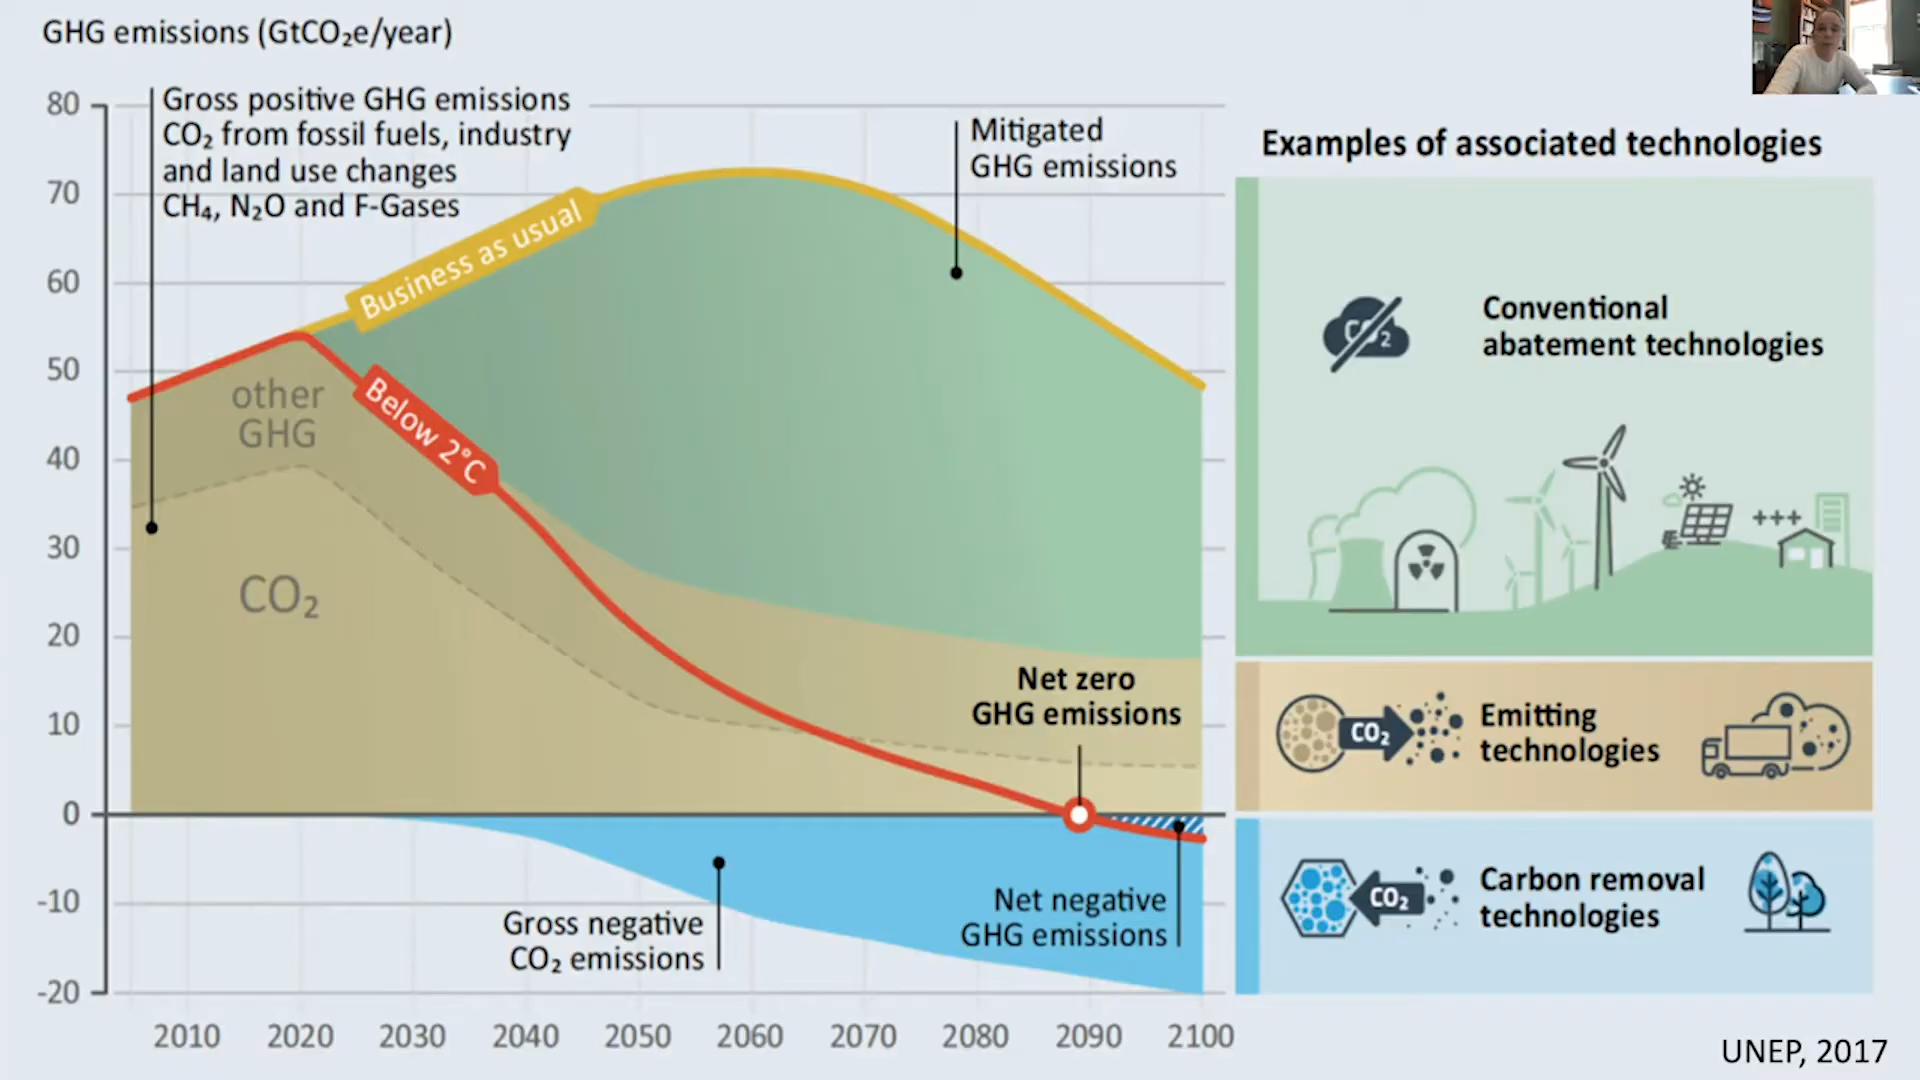 GHG emissions (GtCO₂e/year)
80
70
60
50
40
30
20
10
0
-10
-20
Gross positive GHG emissions
CO₂ from fossil fuels, industry
and land use changes
CH₄, N₂O and F-Gases
Business as usual
Mitigated
GHG emissions
Below 2°C
other
GHG
CO₂
Net zero
GHG emissions
Gross negative
CO₂ emissions
Net negative
GHG emissions
2010 2020 2030 2040 2050 2060 2070 2080 2090 2100
Examples of associated technologies
CO₂
Conventional
abatement technologies
+++
CO₂
Emitting
technologies
CO₂
Carbon removal
technologies
UNEP, 2017